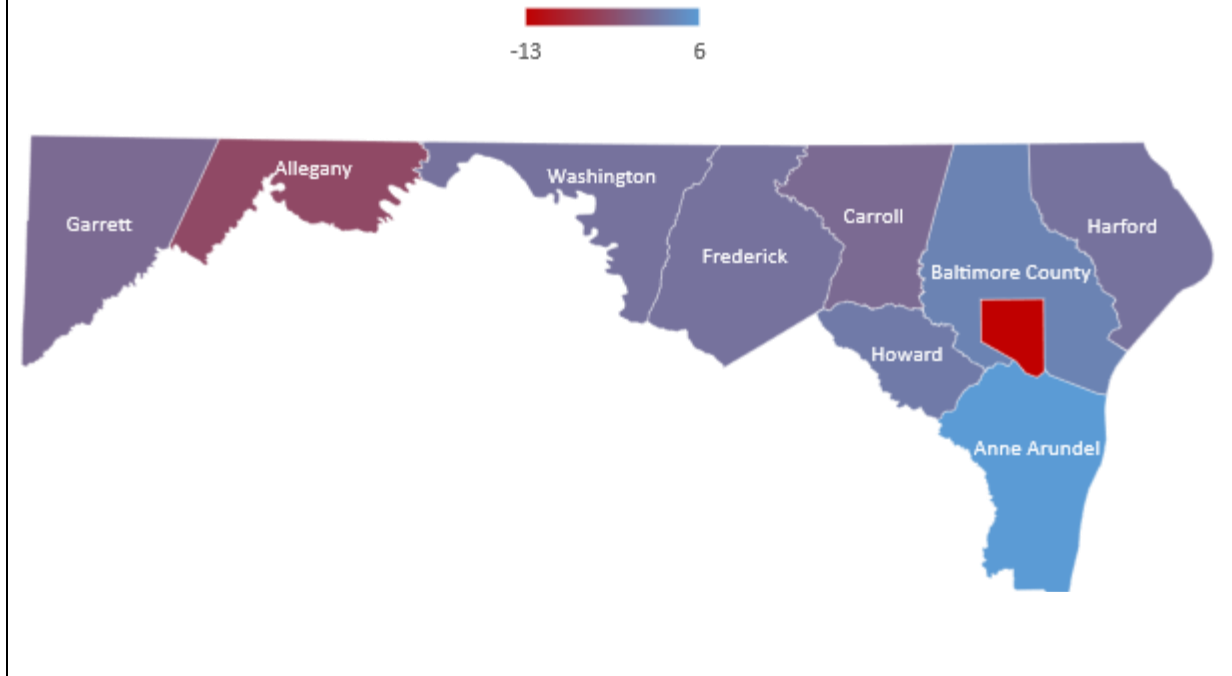 -13 6
Allegany
Washington
Garrett
Carroll
Harford
Frederick
Baltimore County
Howard
Anne Arundel